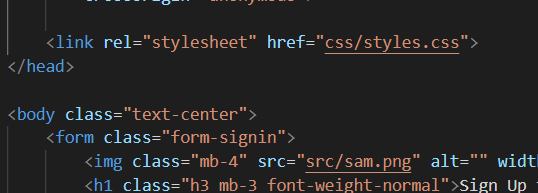 <link rel="stylesheet" href="css/styles.css">
</head>
<body class="text-center">
<form class="form-signin">
<img class="mb-4" src="src/sam.png" alt="" widt
<h1 class="h3 mb-3 font-weight-normal">Sign Up